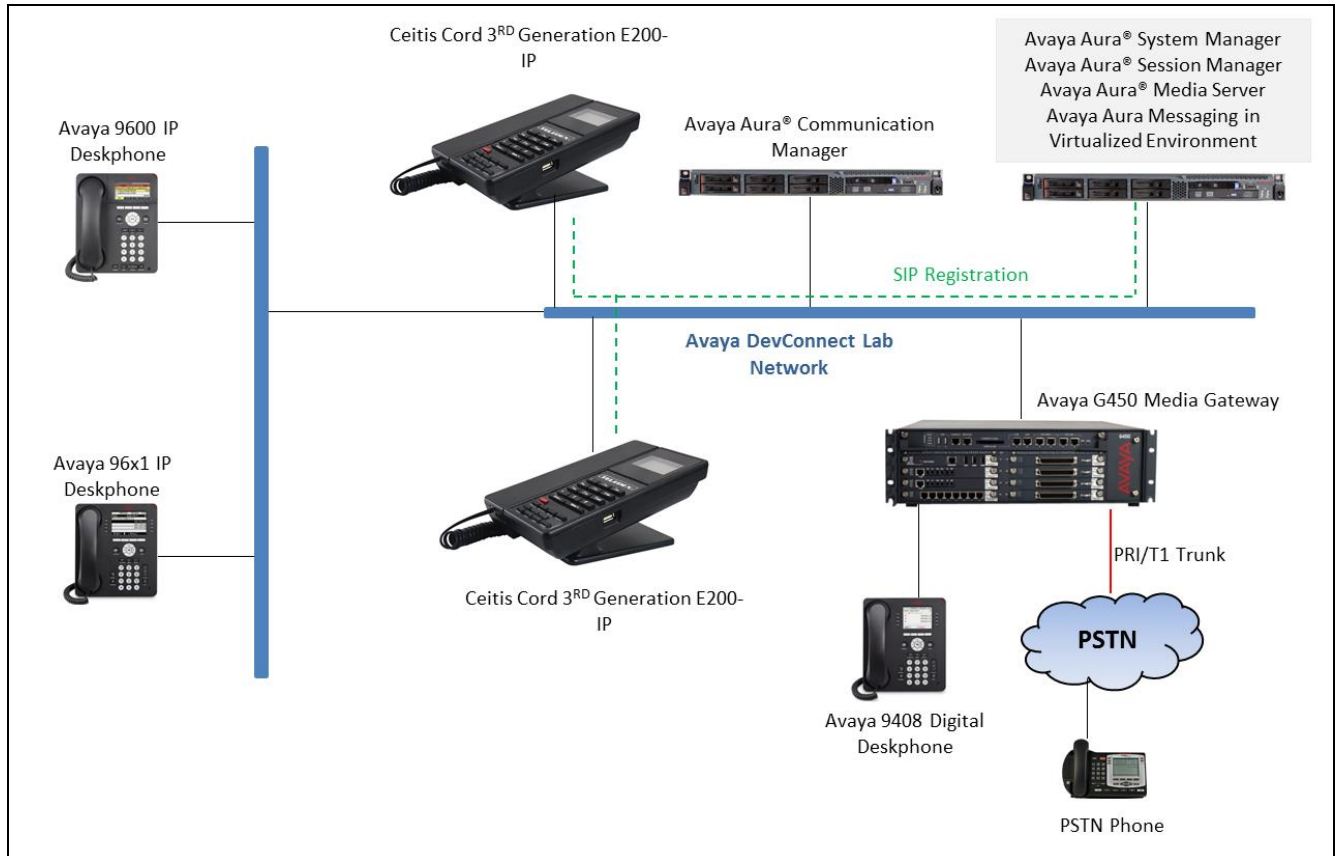 Ceitis Cord 3RD Generation E200-
IP
Avaya Aura® System Manager
Avaya Aura® Session Manager
Avaya Aura® Media Server
Avaya Aura Messaging in
Virtualized Environment
Avaya 9600 IP
Deskphone
Avaya Aura® Communication
Manager
SIP Registration
Avaya DevConnect Lab
Network
Avaya G450 Media Gateway
AVAYA
Avaya 96x1 IP
Deskphone
Ceitis Cord 3RD Generation E200-
IP
PRI/T1 Trunk
PSTN
Avaya 9408 Digital
Deskphone
PSTN Phone